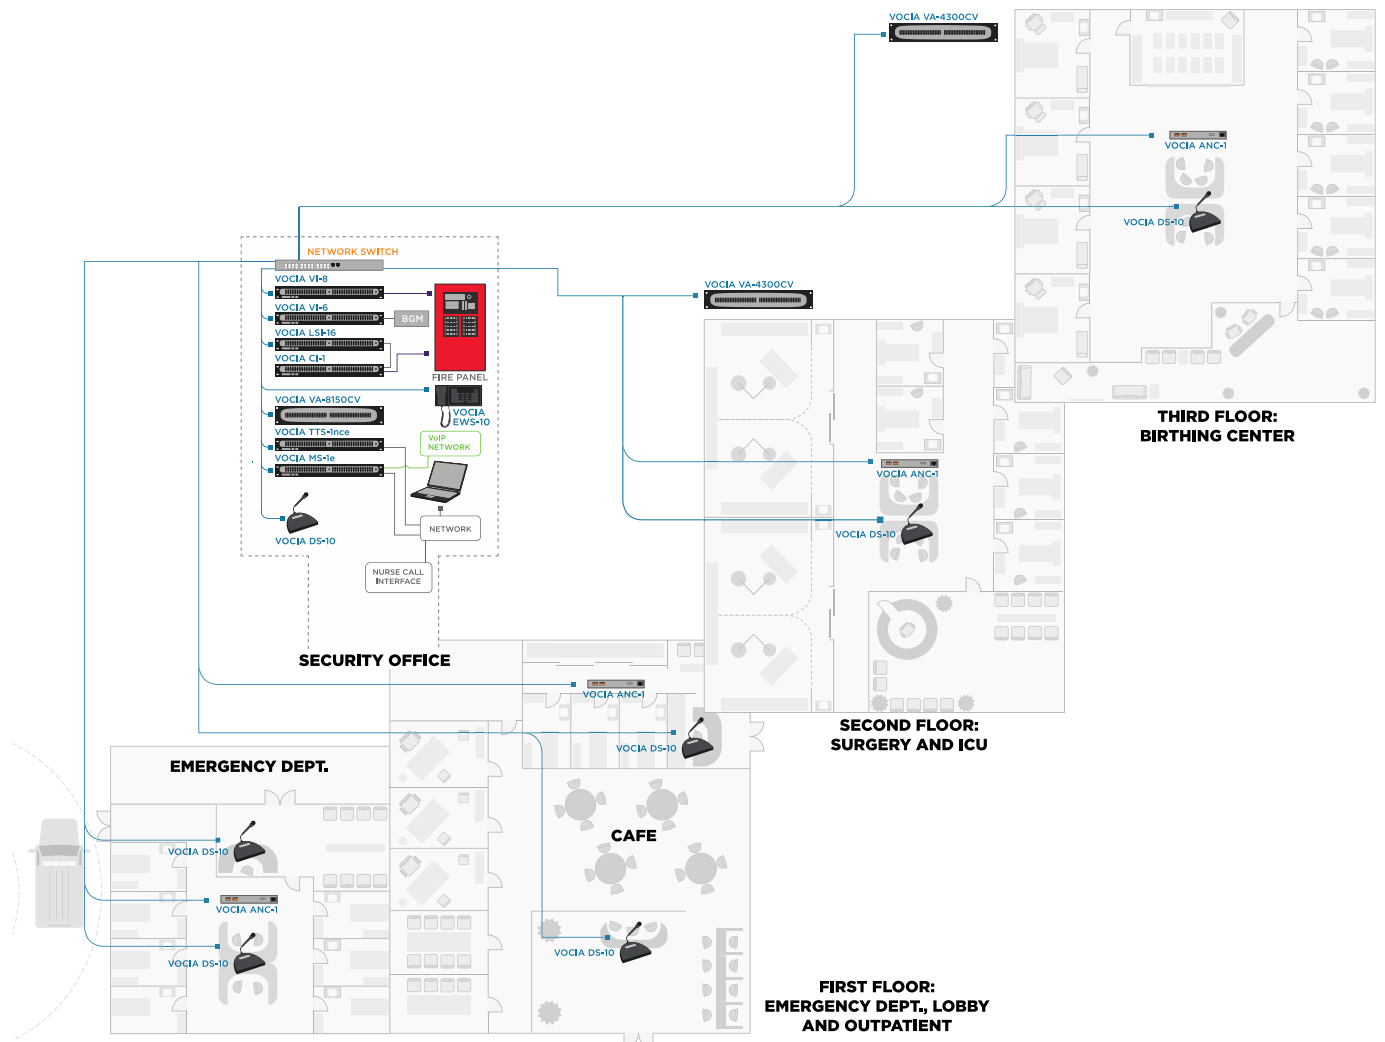 VOCIA VA-4300CV
VOCIA ANC-1
VOCIA DS-10
THIRD FLOOR:
BIRTHING CENTER
NETWORK SWITCH
VOCIA VI-8
VOCIA VI-6
BGM
VOCIA LSI-16
VOCIA CI-1
FIRE PANEL
VOCIA VA-8150CV
VOCIA
EWS-10
VOCIA TTS-1nce
VoIP
NETWORK
VOCIA MS-1e
VOCIA DS-10
NETWORK
NURSE CALL
INTERFACE
SECURITY OFFICE
VOCIA VA-4300CV
VOCIA ANC-1
VOCIA DS-10
SECOND FLOOR:
SURGERY AND ICU
VOCIA ANC-1
VOCIA DS-10
EMERGENCY DEPT.
CAFE
VOCIA DS-10
VOCIA ANC-1
VOCIA DS-10
VOCIA DS-10
FIRST FLOOR:
EMERGENCY DEPT., LOBBY
AND OUTPATIENT